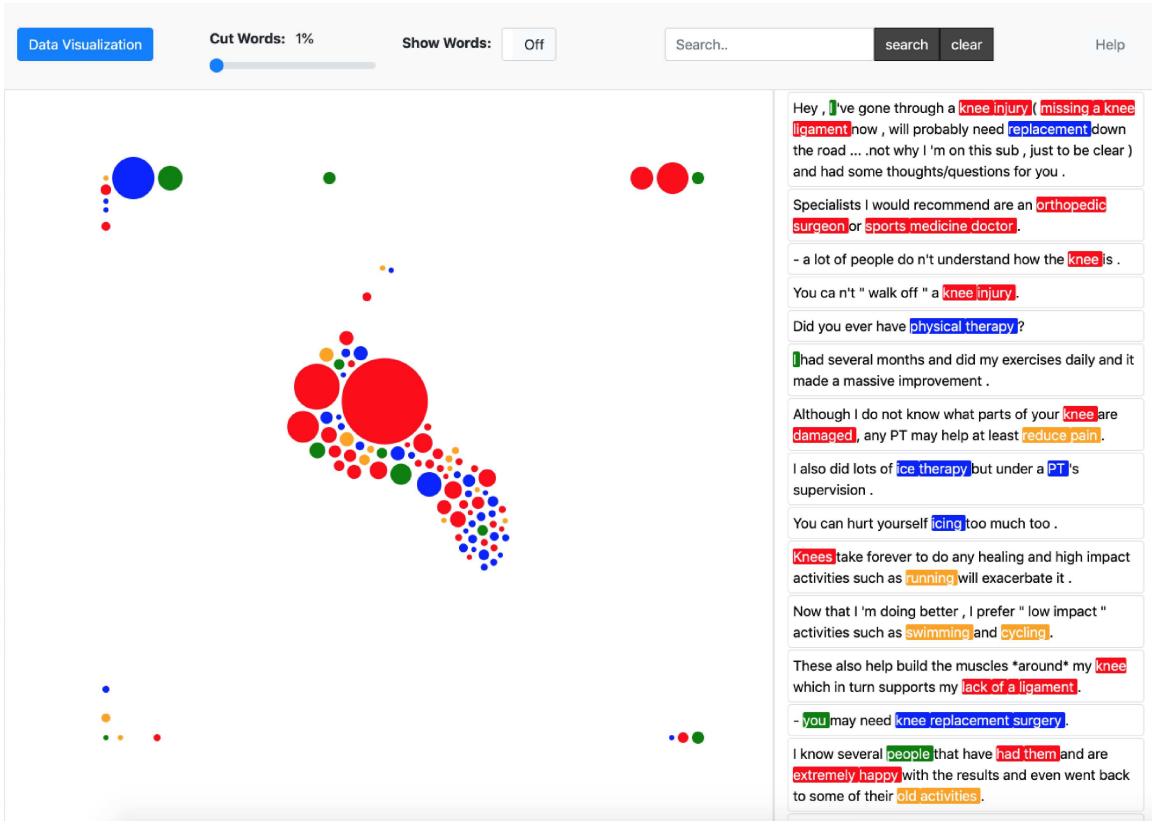 Data Visualization
Cut Words: 1%
Show Words: Off
Search..
search
clear
Help
Hey , I 've gone through a knee injury ( missing a knee
ligament now , will probably need replacement down
the road ... .not why I 'm on this sub , just to be clear )
and had some thoughts/questions for you .
Specialists I would recommend are an orthopedic
surgeon or sports medicine doctor .
- a lot of people do n't understand how the knee is .
You ca n't " walk off " a knee injury .
Did you ever have physical therapy ?
I had several months and did my exercises daily and it
made a massive improvement .
Although I do not know what parts of your knee are
damaged , any PT may help at least reduce pain .
I also did lots of ice therapy but under a PT 's
supervision .
You can hurt yourself icing too much too .
Knees take forever to do any healing and high impact
activities such as running will exacerbate it .
Now that I 'm doing better , I prefer " low impact "
activities such as swimming and cycling .
These also help build the muscles *around* my knee
which in turn supports my lack of a ligament .
- you may need knee replacement surgery .
I know several people that have had them and are
extremely happy with the results and even went back
to some of their old activities .